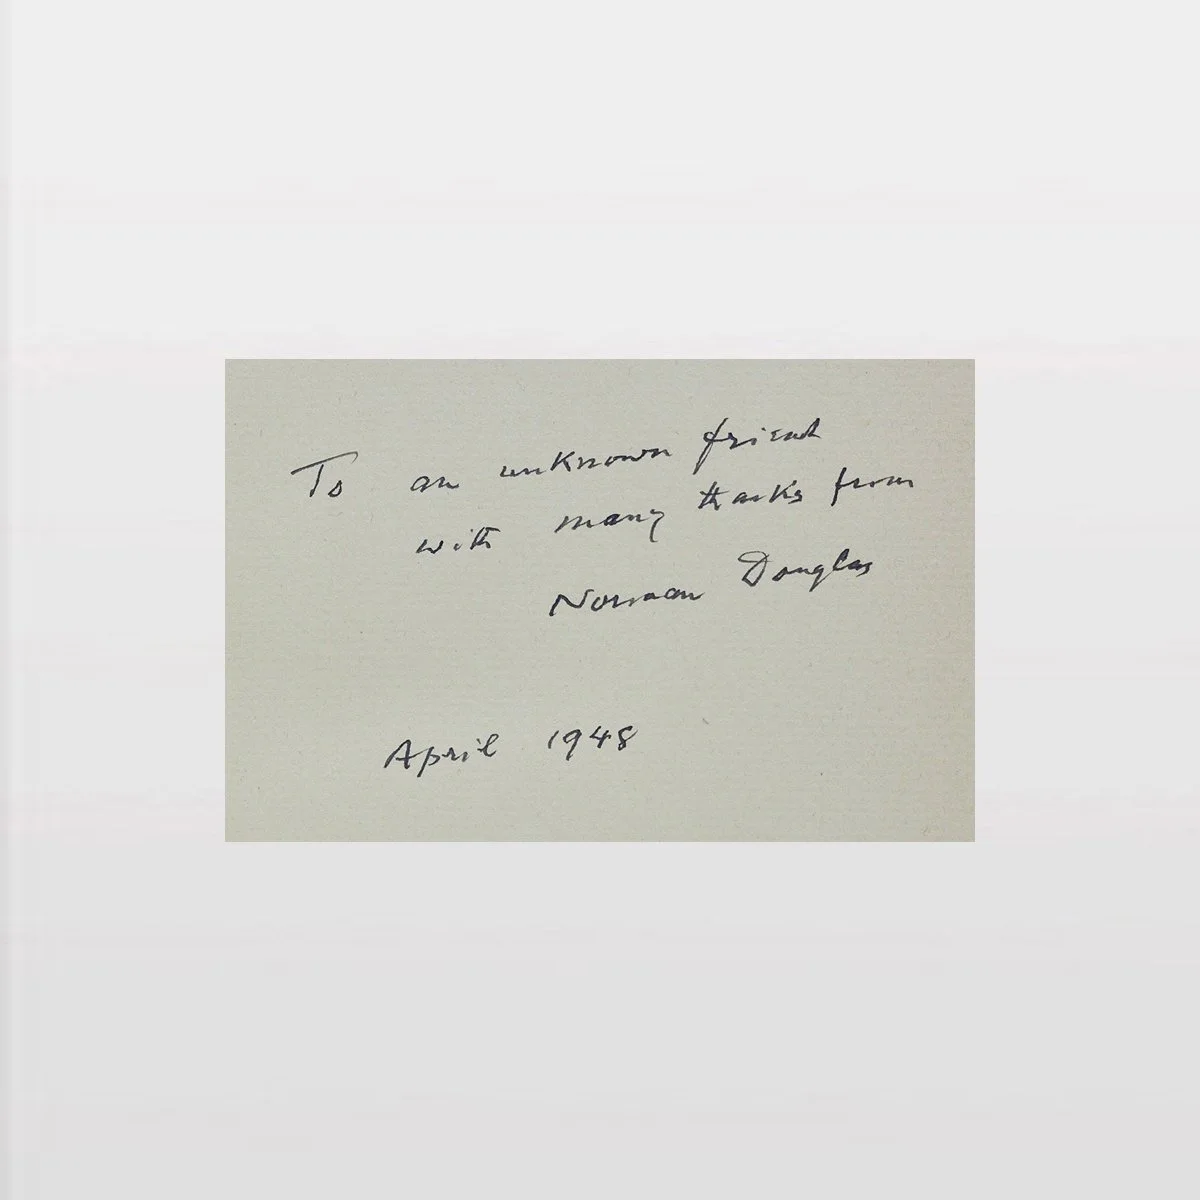 To an unknown friend
with many thanks from
Norman Douglas
April 1948